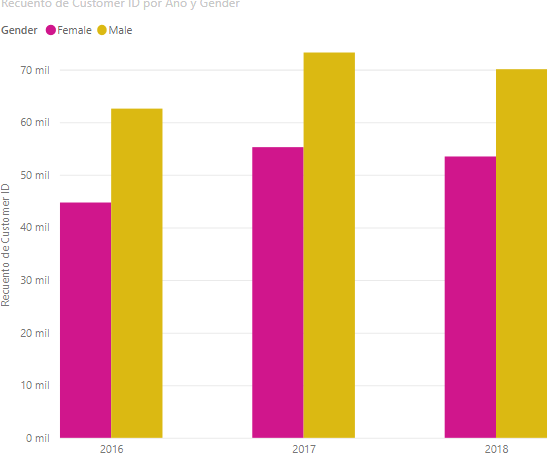 Recuento de Customer ID por Año y Gender
Gender Female Male
70 mil
60 mil
50 mil
40 mil
30 mil
20 mil
10 mil
0 mil
Recuento de Customer ID
2016 2017 2018